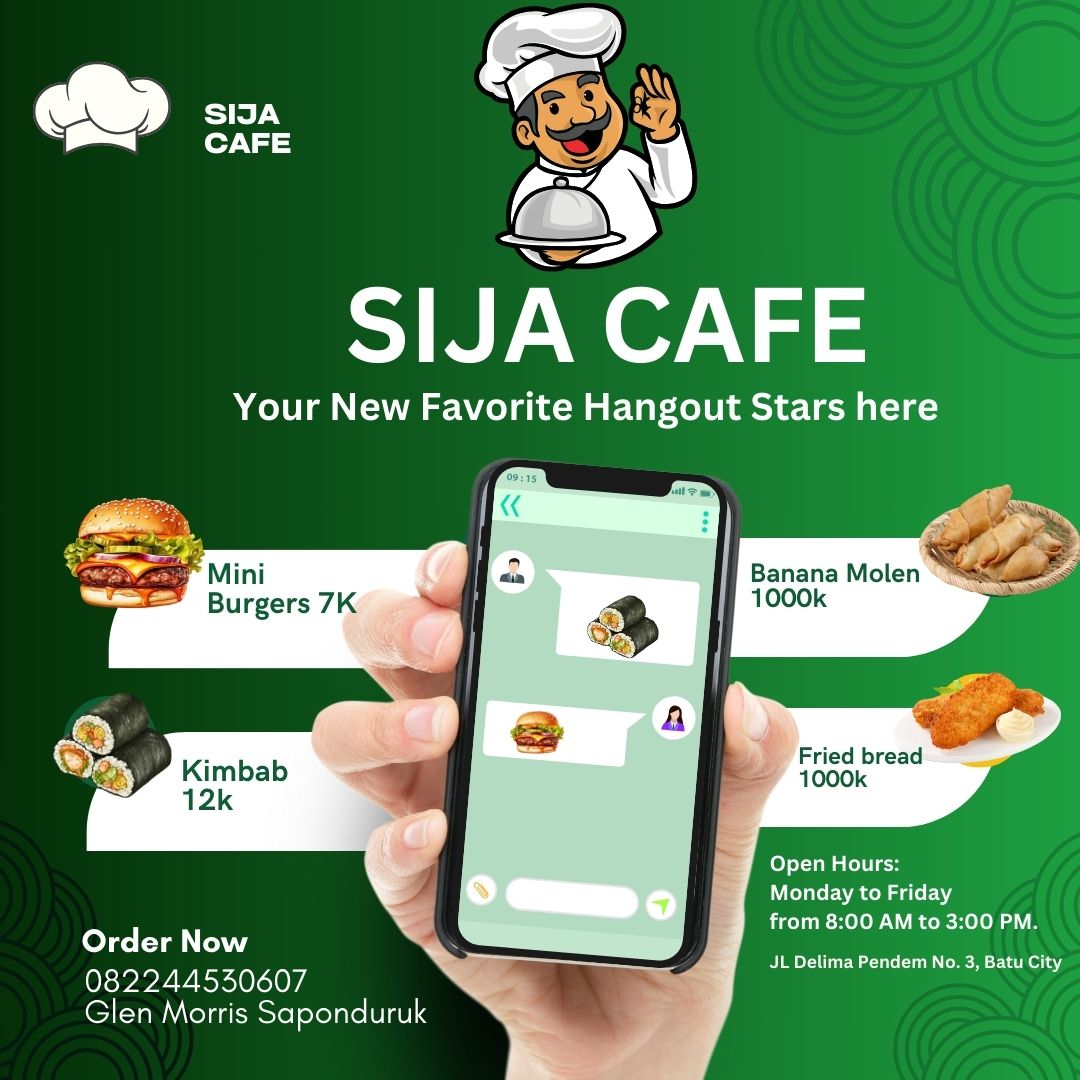 SIJA
CAFE
SIJA CAFE
Your New Favorite Hangout Stars here
09:15
Mini
Burgers 7K
Banana Molen
1000k
Kimbab
12k
Fried bread
1000k
Open Hours:
Monday to Friday
from 8:00 AM to 3:00 PM.
JL Delima Pendem No. 3, Batu City
Order Now
082244530607
Glen Morris Saponduruk